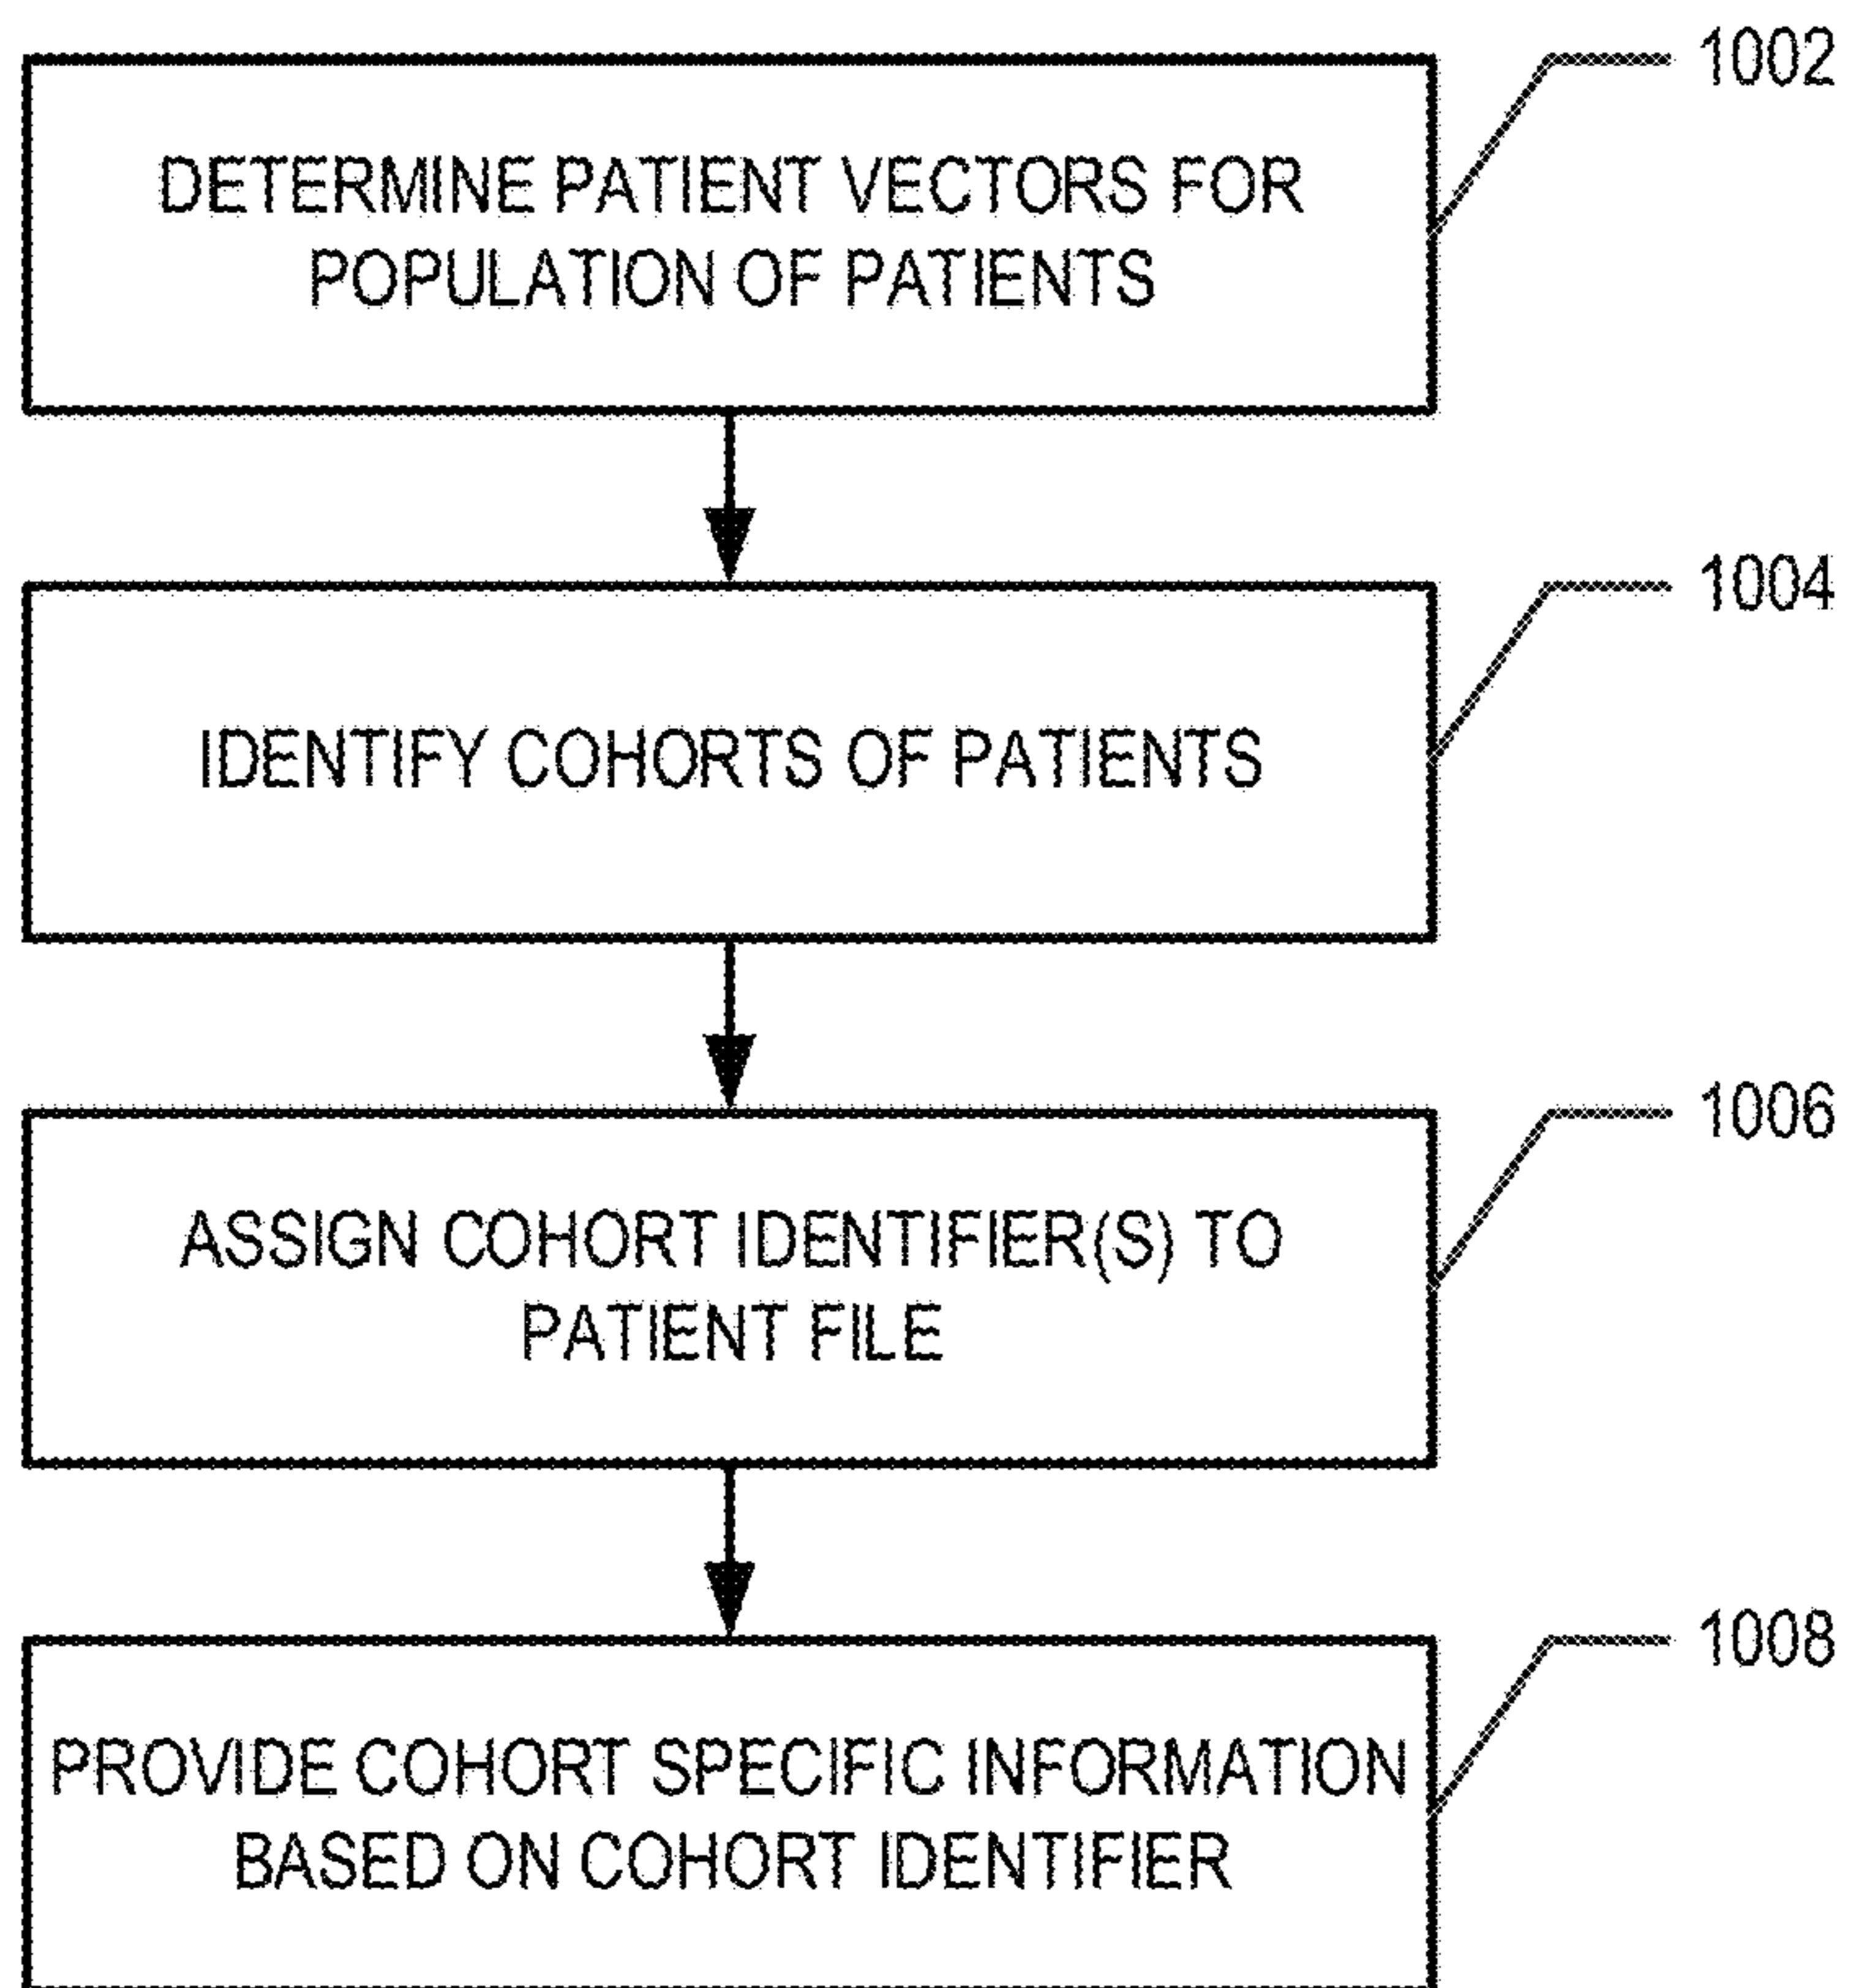 1002
DETERMINE PATIENT VECTORS FOR
POPULATION OF PATIENTS
1004
IDENTIFY COHORTS OF PATIENTS
1006
ASSIGN COHORT IDENTIFIER(S) TO
PATIENT FILE
1008
PROVIDE COHORT SPECIFIC INFORMATION
BASED ON COHORT IDENTIFIER